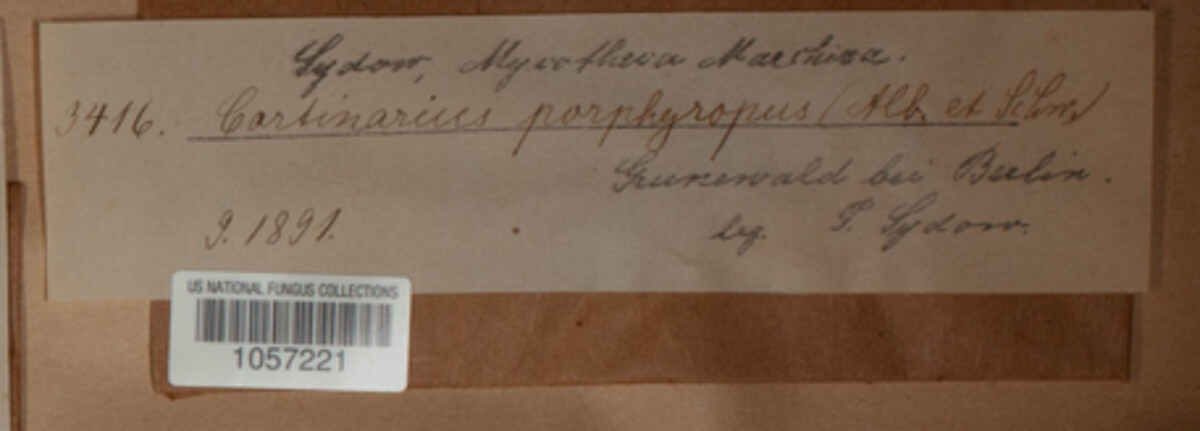 Sydow, Mycotheca Marchica.
3416. Cortinarius porphyropus (Alb. et Schw.)
Grunewald bei Berlin.
9. 1891.
leg. P. Sydow.
US NATIONAL FUNGUS COLLECTIONS
1057221